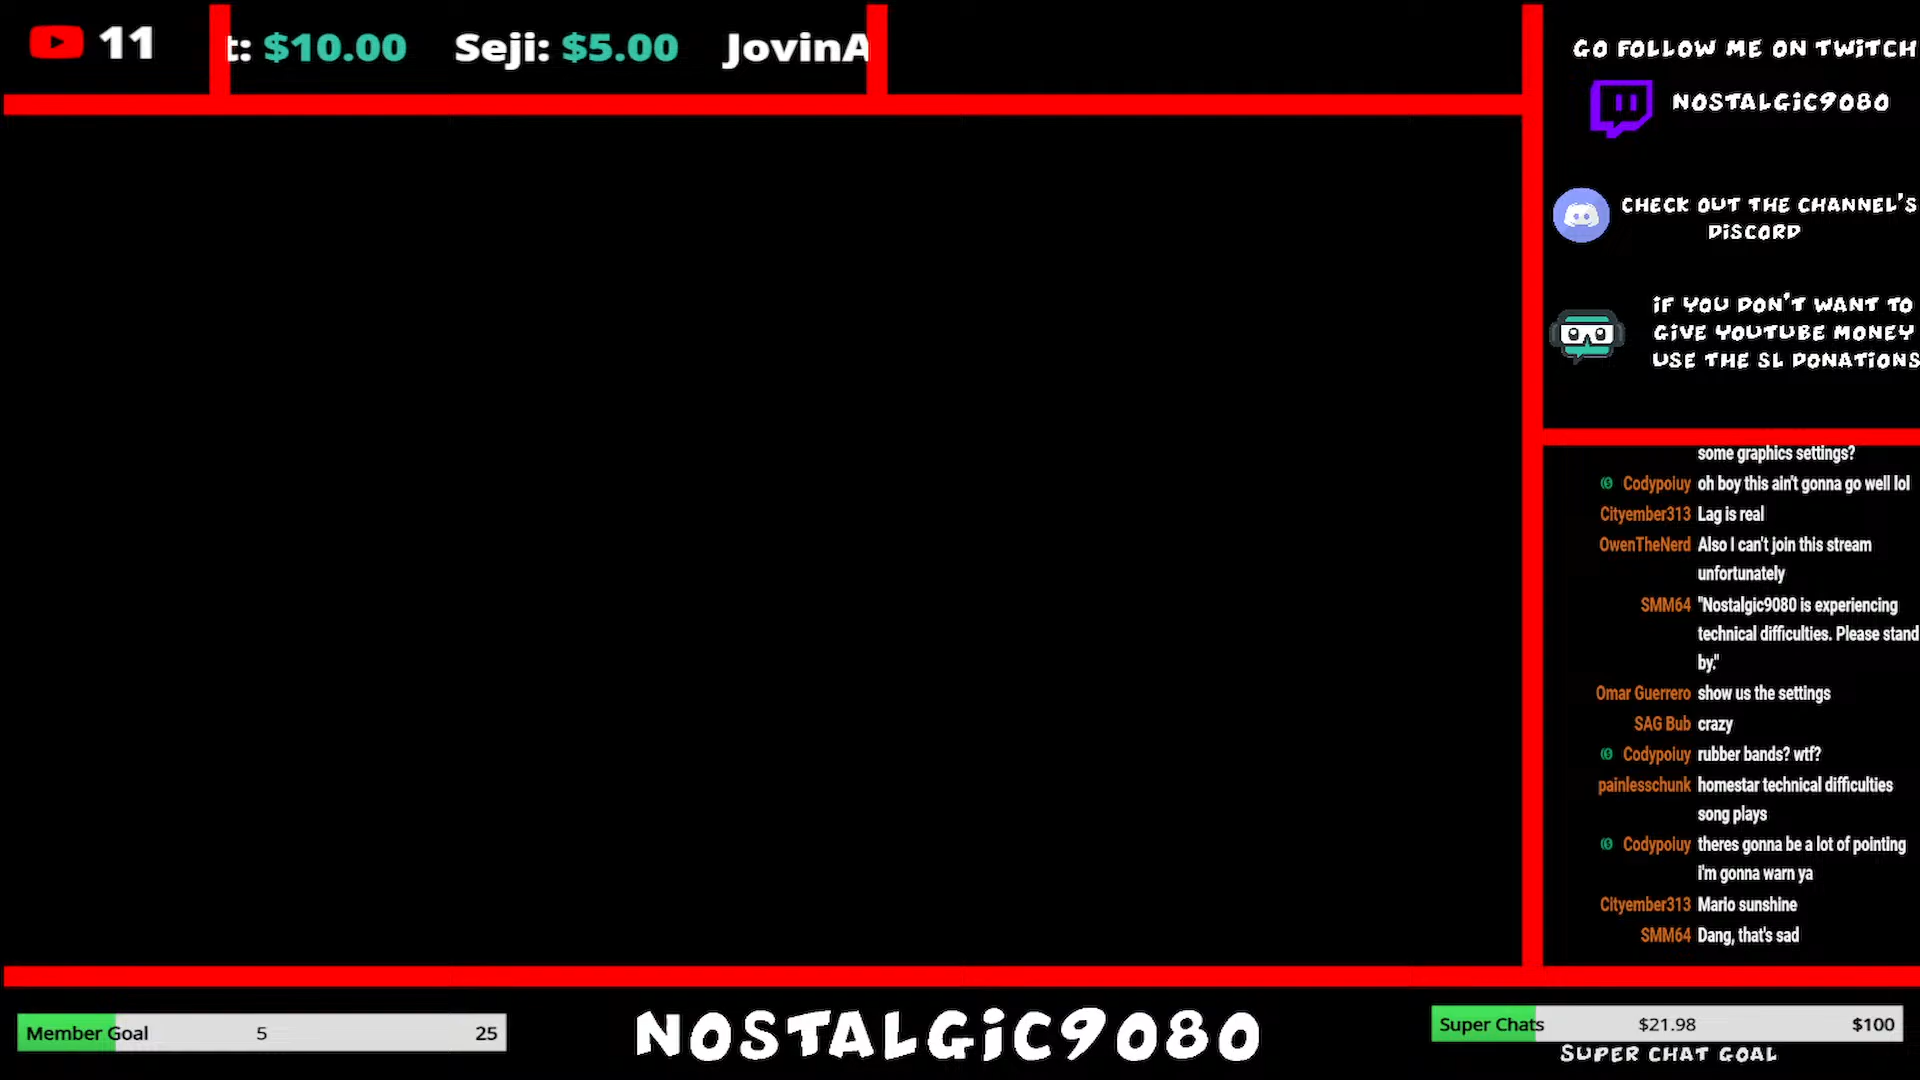 11
t: $10.00 Seji: $5.00 JovinA
GO FOLLOW ME ON TWITCH
NOSTALGIC9080
CHECK OUT THE CHANNEL'S
DISCORD
IF YOU DON'T WANT TO
GIVE YOUTUBE MONEY
USE THE SL DONATIONS
some graphics settings?
Codypoiuy oh boy this ain't gonna go well lol
Cityember313 Lag is real
OwenTheNerd Also I can't join this stream
unfortunately
SMM64 "Nostalgic9080 is experiencing
technical difficulties. Please stand
by."
Omar Guerrero show us the settings
SAG Bub crazy
Codypoiuy rubber bands? wtf?
painlesschunk homestar technical difficulties
song plays
Codypoiuy theres gonna be a lot of pointing
I'm gonna warn ya
Cityember313 Mario sunshine
SMM64 Dang, that's sad
Member Goal 5 25
NOSTALGIC9080
Super Chats $21.98 $100
SUPER CHAT GOAL